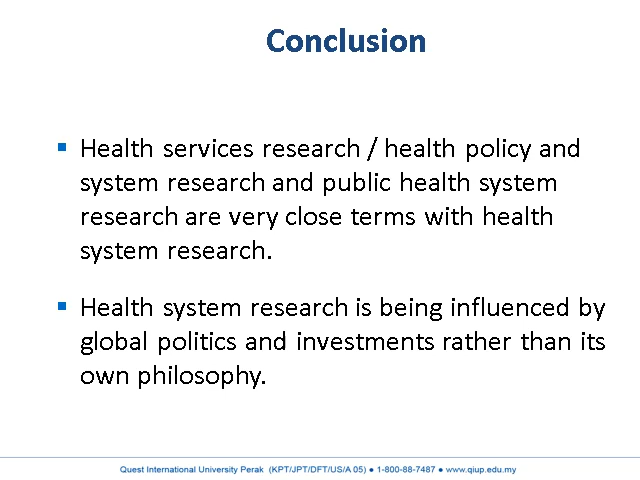 Conclusion
▪ Health services research / health policy and
system research and public health system
research are very close terms with health
system research.
▪ Health system research is being influenced by
global politics and investments rather than its
own philosophy.
Quest International University Perak (KPT/JPT/DFT/US/A 05) ● 1-800-88-7487 ● www.qiup.edu.my